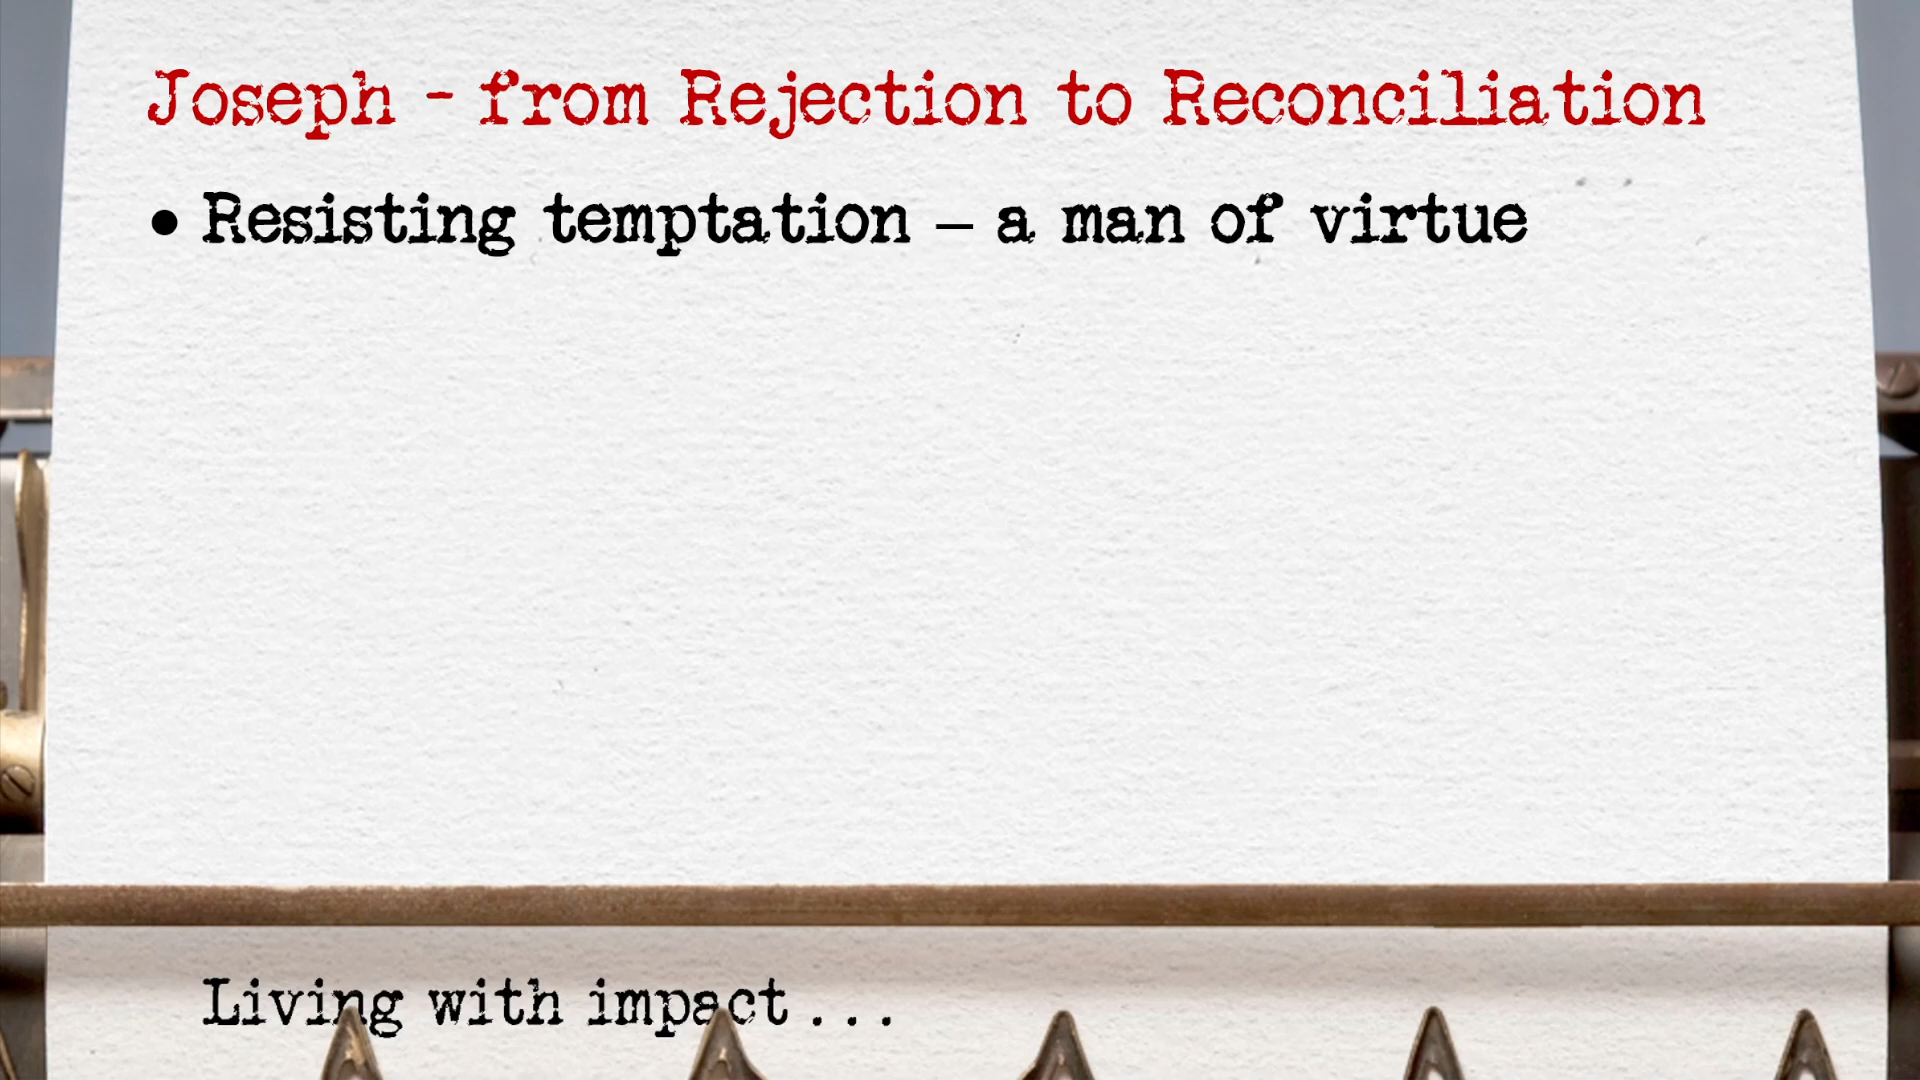 Joseph - from Rejection to Reconciliation
• Resisting temptation – a man of virtue
Living with impact...